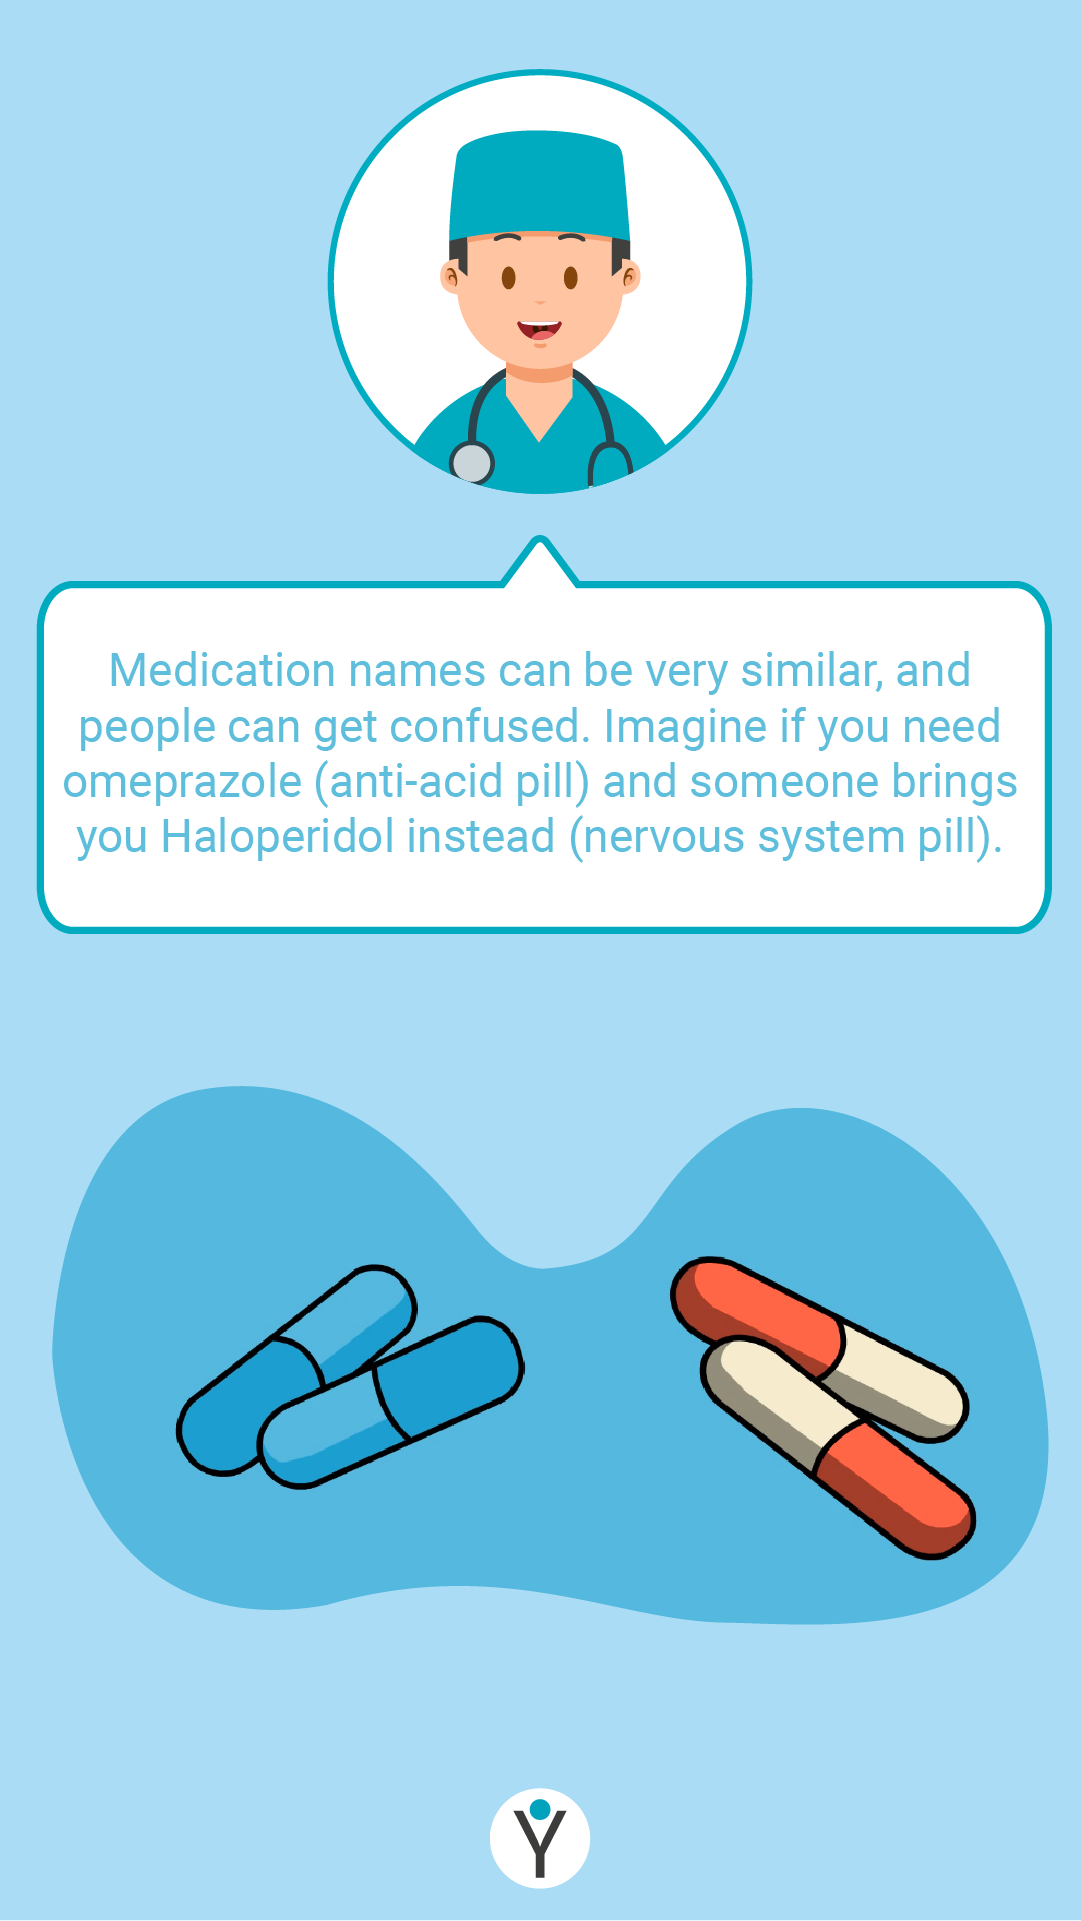 Medication names can be very similar, and
people can get confused. Imagine if you need
omeprazole (anti-acid pill) and someone brings
you Haloperidol instead (nervous system pill).
Y